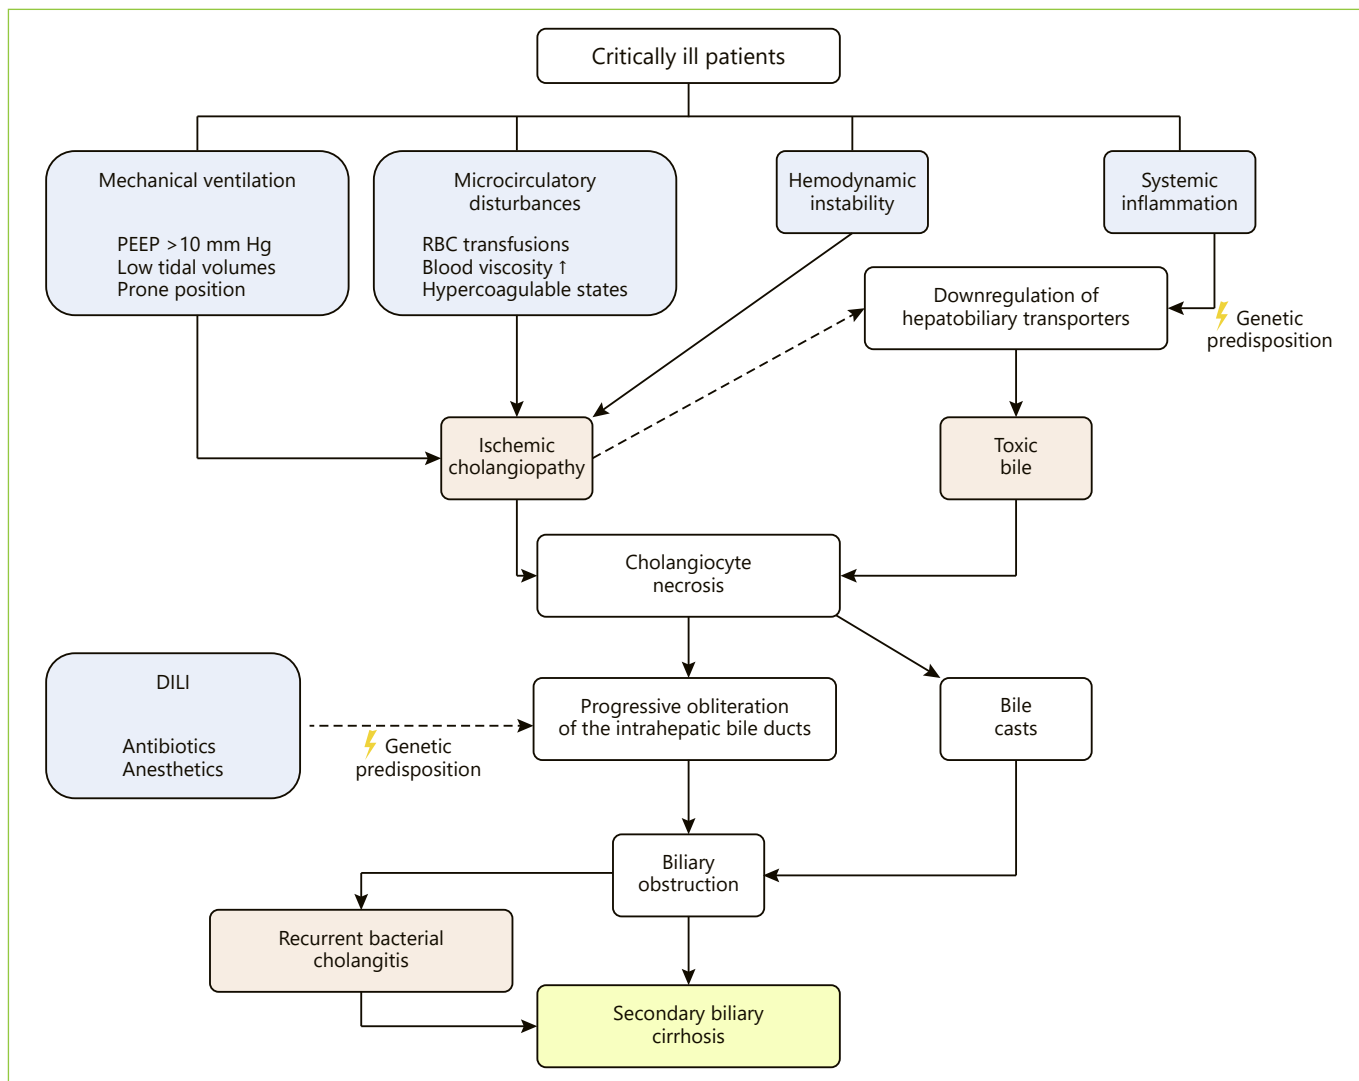 Critically ill patients
Mechanical ventilation
PEEP >10 mm Hg
Low tidal volumes
Prone position
Microcirculatory
disturbances
RBC transfusions
Blood viscosity ↑
Hypercoagulable states
Hemodynamic
instability
Systemic
inflammation
Downregulation of
hepatobiliary transporters
Genetic
predisposition
Ischemic
cholangiopathy
Toxic
bile
Cholangiocyte
necrosis
DILI
Antibiotics
Anesthetics
Genetic
predisposition
Progressive obliteration
of the intrahepatic bile ducts
Bile
casts
Biliary
obstruction
Recurrent bacterial
cholangitis
Secondary biliary
cirrhosis